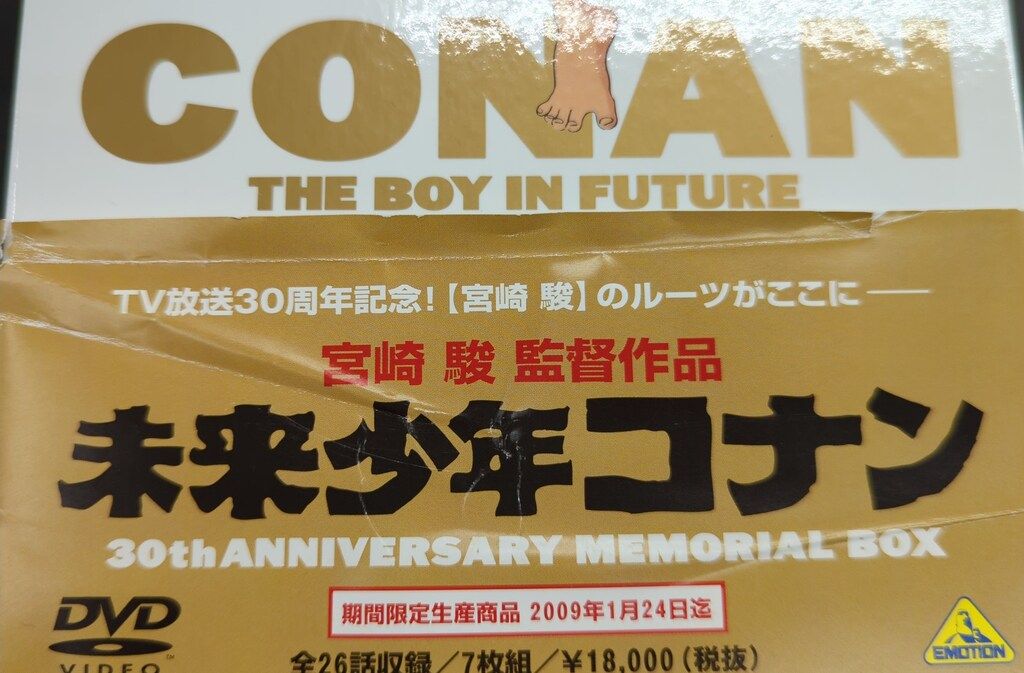 CONAN
THE BOY IN FUTURE
TV放送30周年記念!【宮崎 駿】のルーツがここに――
宮崎 駿 監督作品
未来少年コナン
30th ANNIVERSARY MEMORIAL BOX
期間限定生産商品 2009年1月24日迄
DVD
VIDEO
全26話収録/7枚組/¥18,000(税抜)
EMOTION